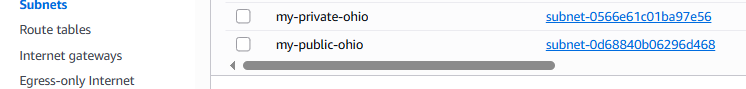 Subnets
Route tables
Internet gateways
Egress-only Internet
my-private-ohio subnet-0566e61c01ba97e56
my-public-ohio subnet-0d68840b06296d468